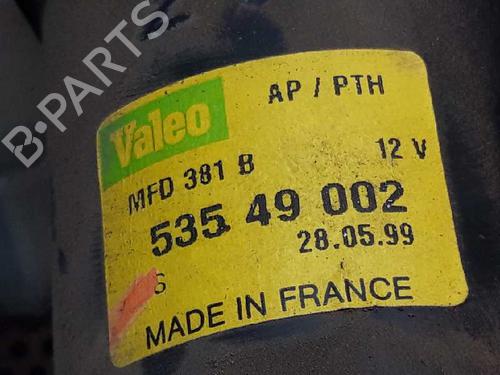 B-PARTS
Valeo
AP / PTH
MFD 381 B
12 V
535 49 002
28.05.99
S
MADE IN FRANCE